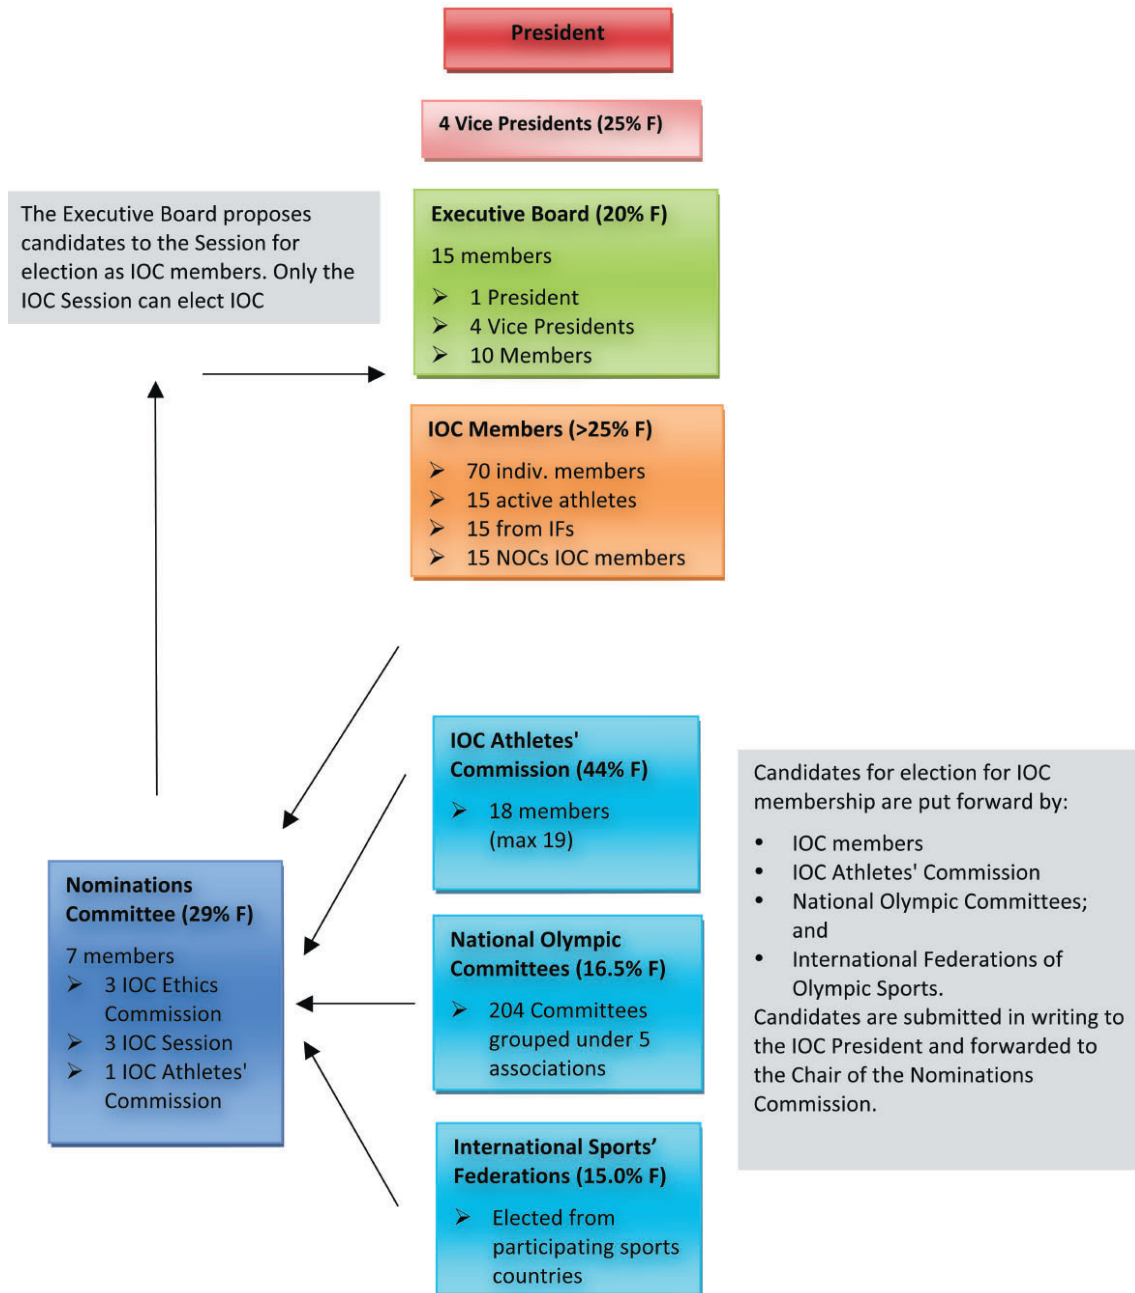 President
4 Vice Presidents (25% F)
The Executive Board proposes
candidates to the Session for
election as IOC members. Only the
IOC Session can elect IOC
Executive Board (20% F)
15 members
➢ 1 President
➢ 4 Vice Presidents
➢ 10 Members
IOC Members (>25% F)
➢ 70 indiv. members
➢ 15 active athletes
➢ 15 from IFs
➢ 15 NOCs IOC members
IOC Athletes'
Commission (44% F)
➢ 18 members
(max 19)
Candidates for election for IOC
membership are put forward by:
• IOC members
• IOC Athletes' Commission
• National Olympic Committees;
and
• International Federations of
Olympic Sports.
Candidates are submitted in writing to
the IOC President and forwarded to
the Chair of the Nominations
Commission.
Nominations
Committee (29% F)
7 members
➢ 3 IOC Ethics
Commission
➢ 3 IOC Session
➢ 1 IOC Athletes'
Commission
National Olympic
Committees (16.5% F)
➢ 204 Committees
grouped under 5
associations
International Sports’
Federations (15.0% F)
➢ Elected from
participating sports
countries